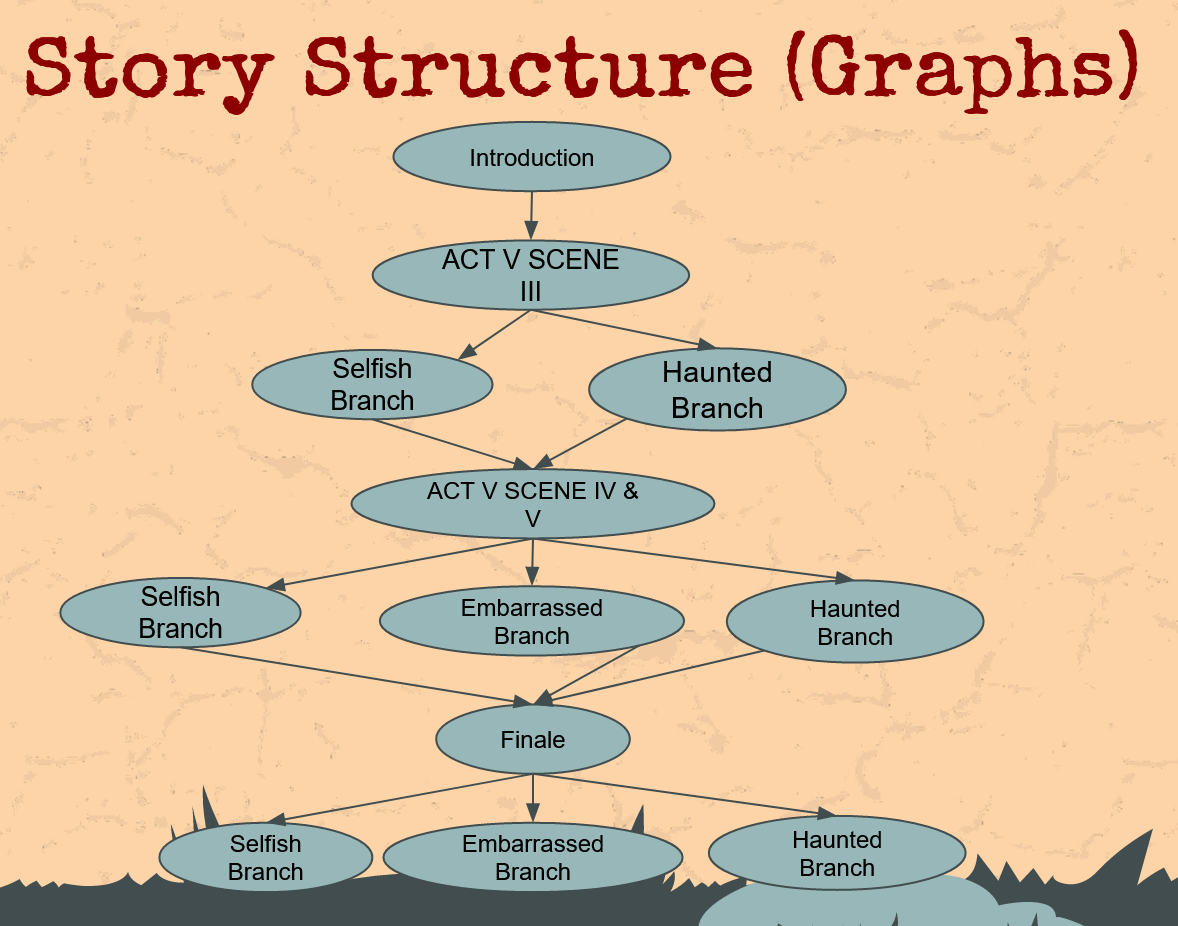 Story Structure (Graphs)
Introduction
ACT V SCENE
III
Selfish
Branch
Haunted
Branch
ACT V SCENE IV &
V
Selfish
Branch
Embarrassed
Branch
Haunted
Branch
Finale
Selfish
Branch
Embarrassed
Branch
Haunted
Branch